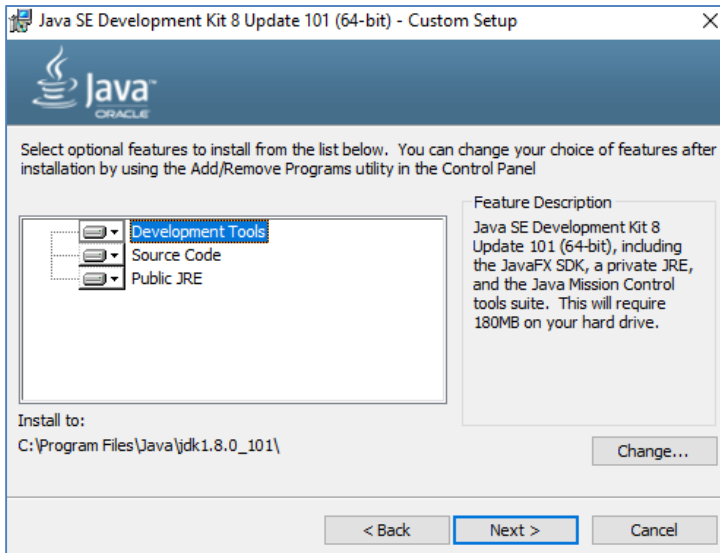 Java SE Development Kit 8 Update 101 (64-bit) - Custom Setup
Java™
ORACLE
Select optional features to install from the list below. You can change your choice of features after
installation by using the Add/Remove Programs utility in the Control Panel
Development Tools
Source Code
Public JRE
Feature Description
Java SE Development Kit 8
Update 101 (64-bit), including
the JavaFX SDK, a private JRE,
and the Java Mission Control
tools suite. This will require
180MB on your hard drive.
Install to:
C:\Program Files\Java\jdk1.8.0_101\
Change...
< Back
Next >
Cancel